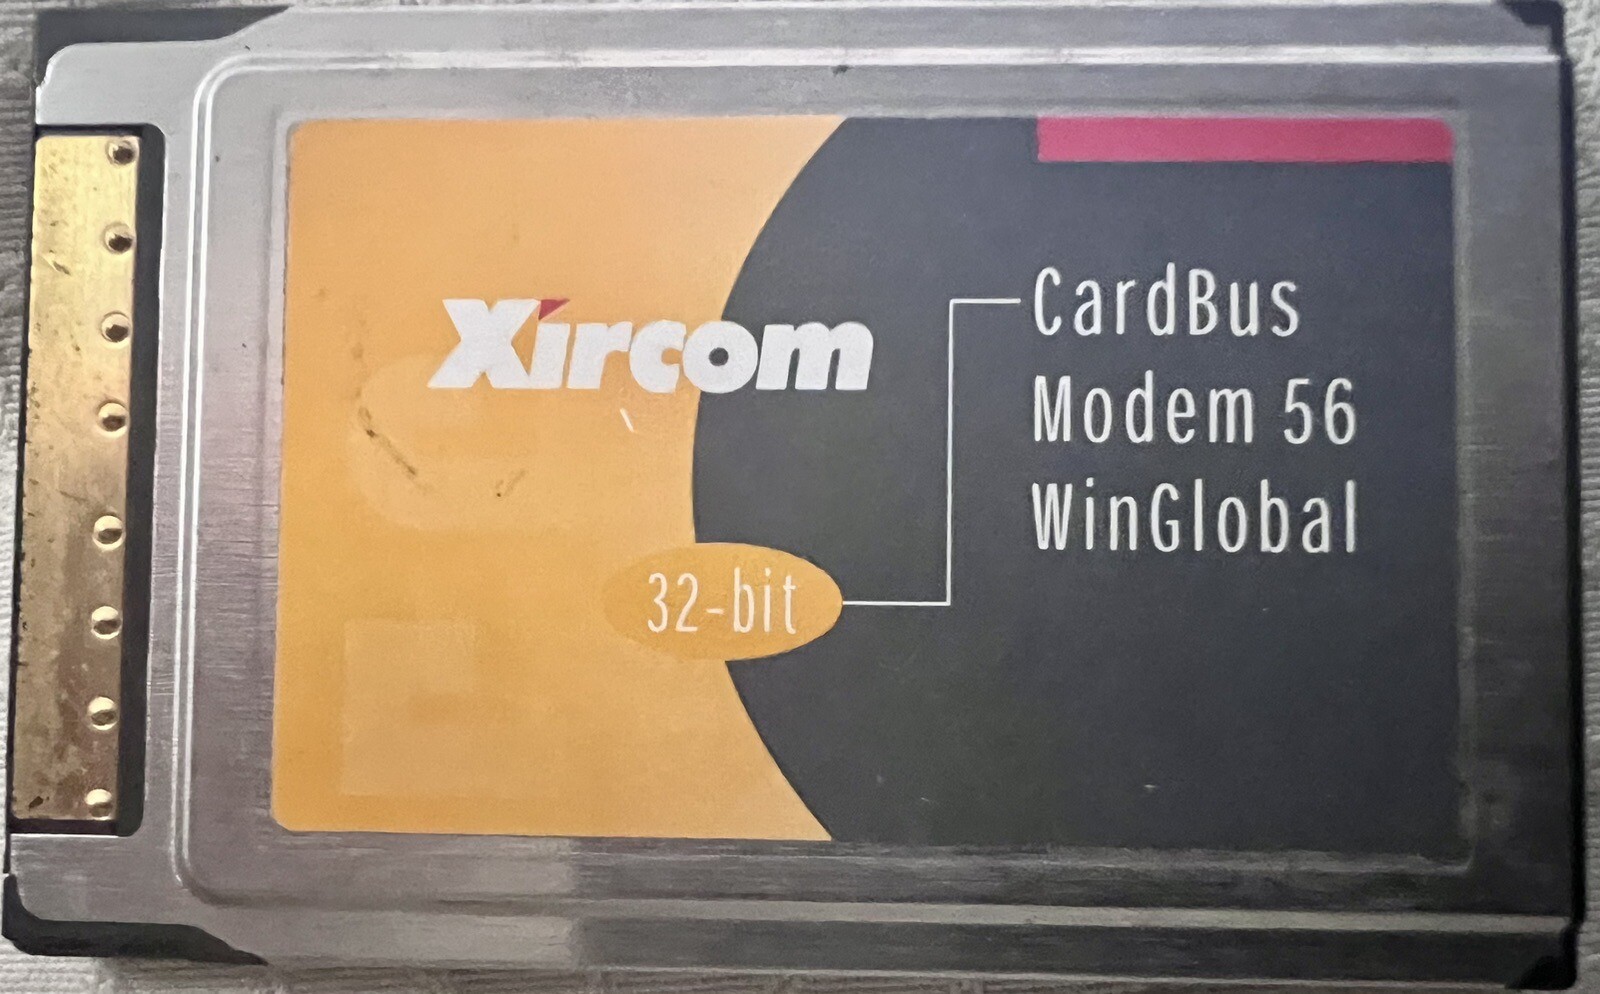 Xircom
CardBus
Modem 56
WinGlobal
32-bit